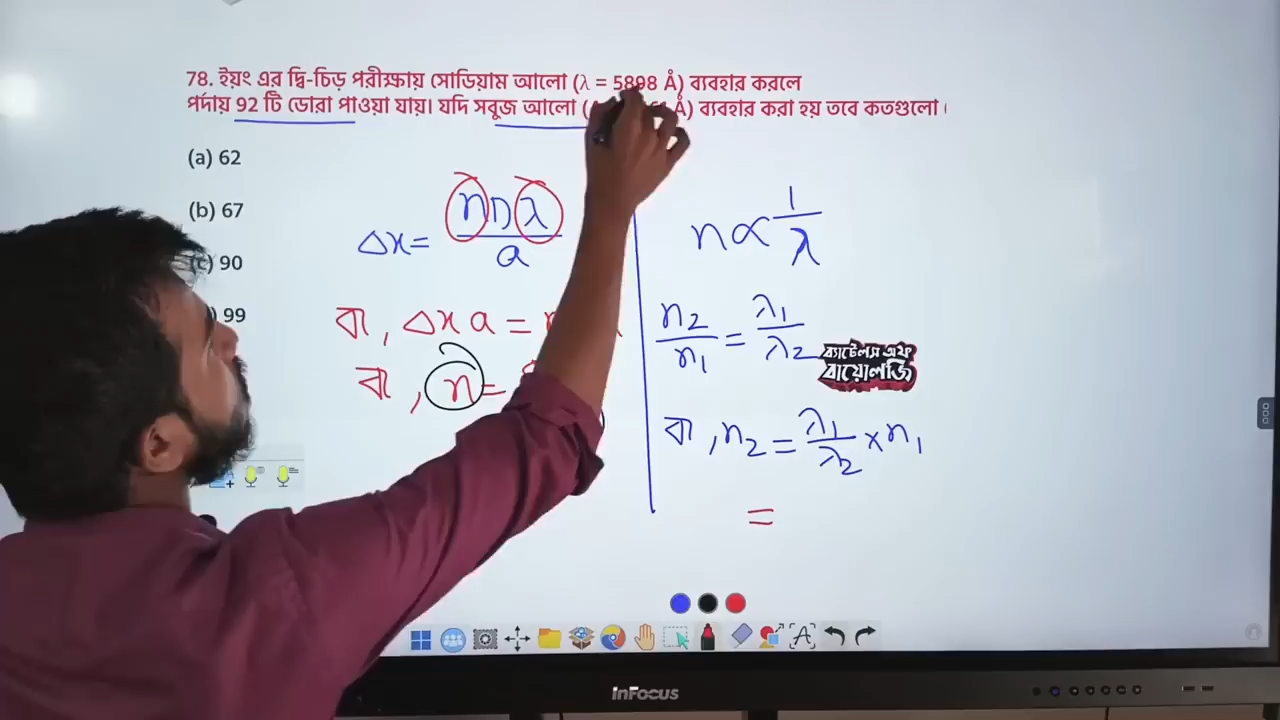 78. ইয়ং এর দ্বি-চিড় পরীক্ষায় সোডিয়াম আলো (λ = 5898 Å) ব্যবহার করলে
পর্দায় 92 টি ডোরা পাওয়া যায়। যদি সবুজ আলো ( Å) ব্যবহার করা হয় তবে কতগুলো
(a) 62
(b) 67
(c) 90
99
Δx = nDλ / a
বা, Δx a = n
বা, n =
n ∝ 1/λ
n₂/n₁ = λ₁/λ₂
বা, n₂ = λ₁/λ₂ × n₁
=
ব্যাটেলস অফ
বায়োলজি
InFocus